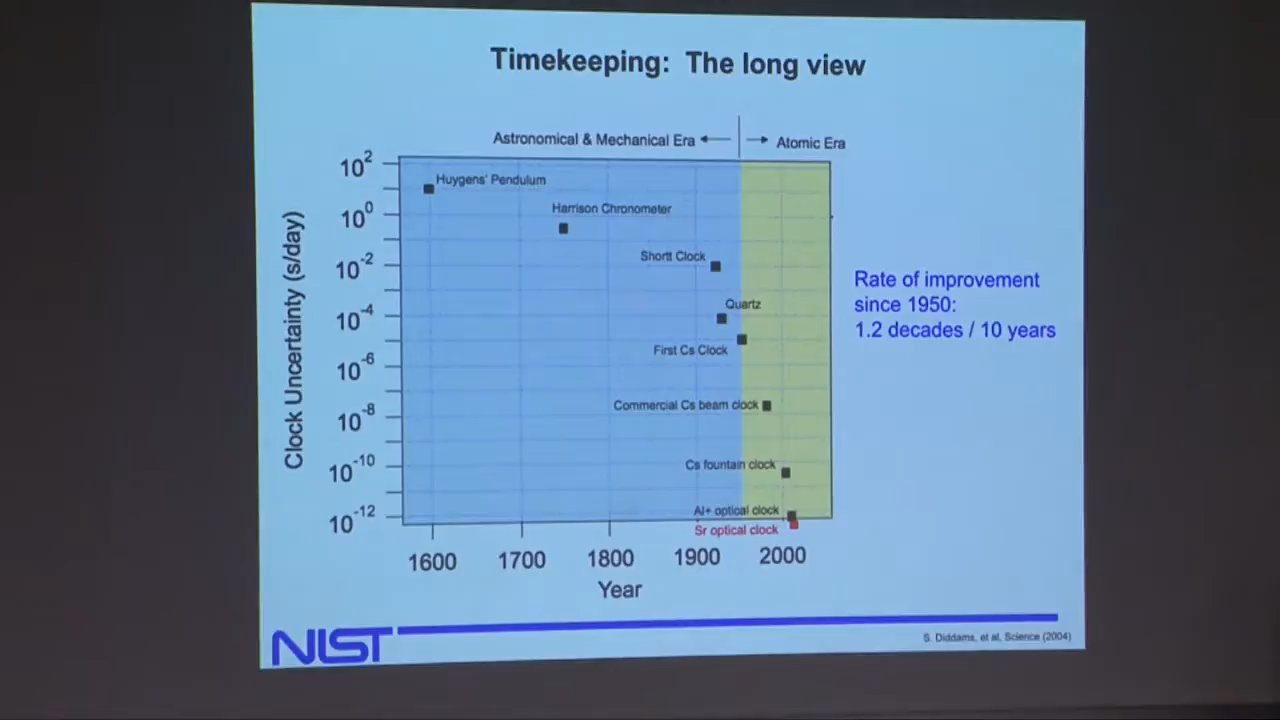 Timekeeping: The long view
Astronomical & Mechanical Era
Atomic Era
Clock Uncertainty (s/day)
10²
10⁰
10⁻²
10⁻⁴
10⁻⁶
10⁻⁸
10⁻¹⁰
10⁻¹²
Huygens' Pendulum
Harrison Chronometer
Shortt Clock
Quartz
First Cs Clock
Commercial Cs beam clock
Cs fountain clock
Al+ optical clock
Sr optical clock
1600 1700 1800 1900 2000
Year
Rate of improvement
since 1950:
1.2 decades / 10 years
NIST
S. Diddams, et al, Science (2004)